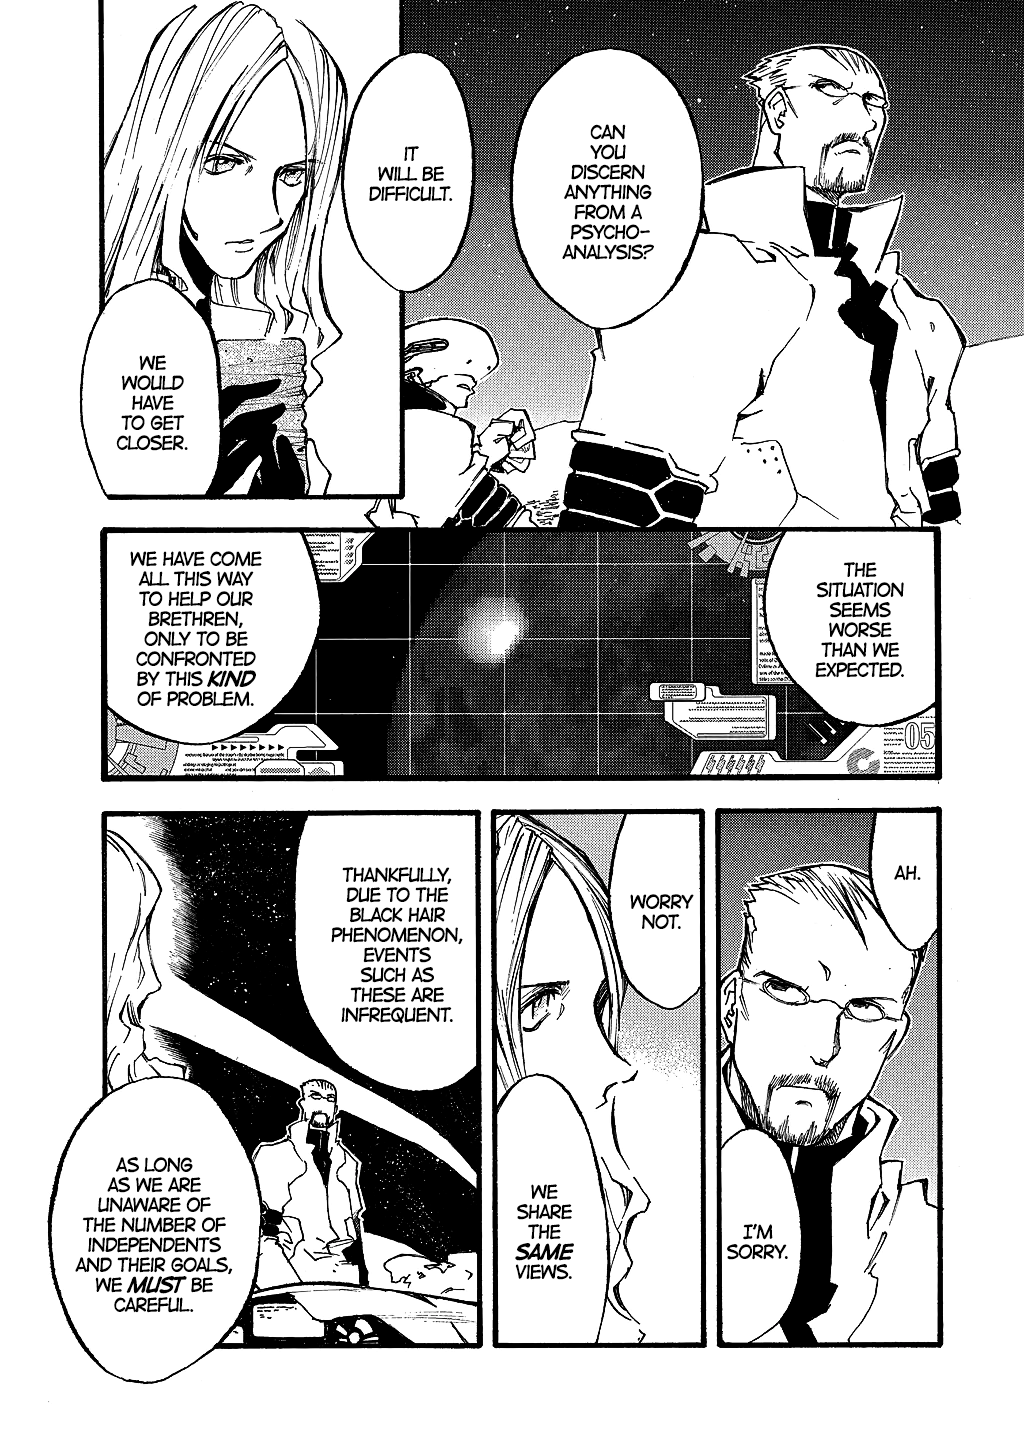 CAN
YOU
DISCERN
ANYTHING
FROM A
PSYCHO-
ANALYSIS?
IT
WILL BE
DIFFICULT.
WE
WOULD
HAVE
TO GET
CLOSER.
THE
SITUATION
SEEMS
WORSE
THAN WE
EXPECTED.
WE HAVE COME
ALL THIS WAY
TO HELP OUR
BRETHREN,
ONLY TO BE
CONFRONTED
BY THIS KIND
OF PROBLEM.
05
AH.
I'M
SORRY.
WORRY
NOT.
WE
SHARE
THE
SAME
VIEWS.
THANKFULLY,
DUE TO THE
BLACK HAIR
PHENOMENON,
EVENTS
SUCH AS
THESE ARE
INFREQUENT.
AS LONG
AS WE ARE
UNAWARE OF
THE NUMBER OF
INDEPENDENTS
AND THEIR GOALS,
WE MUST BE
CAREFUL.